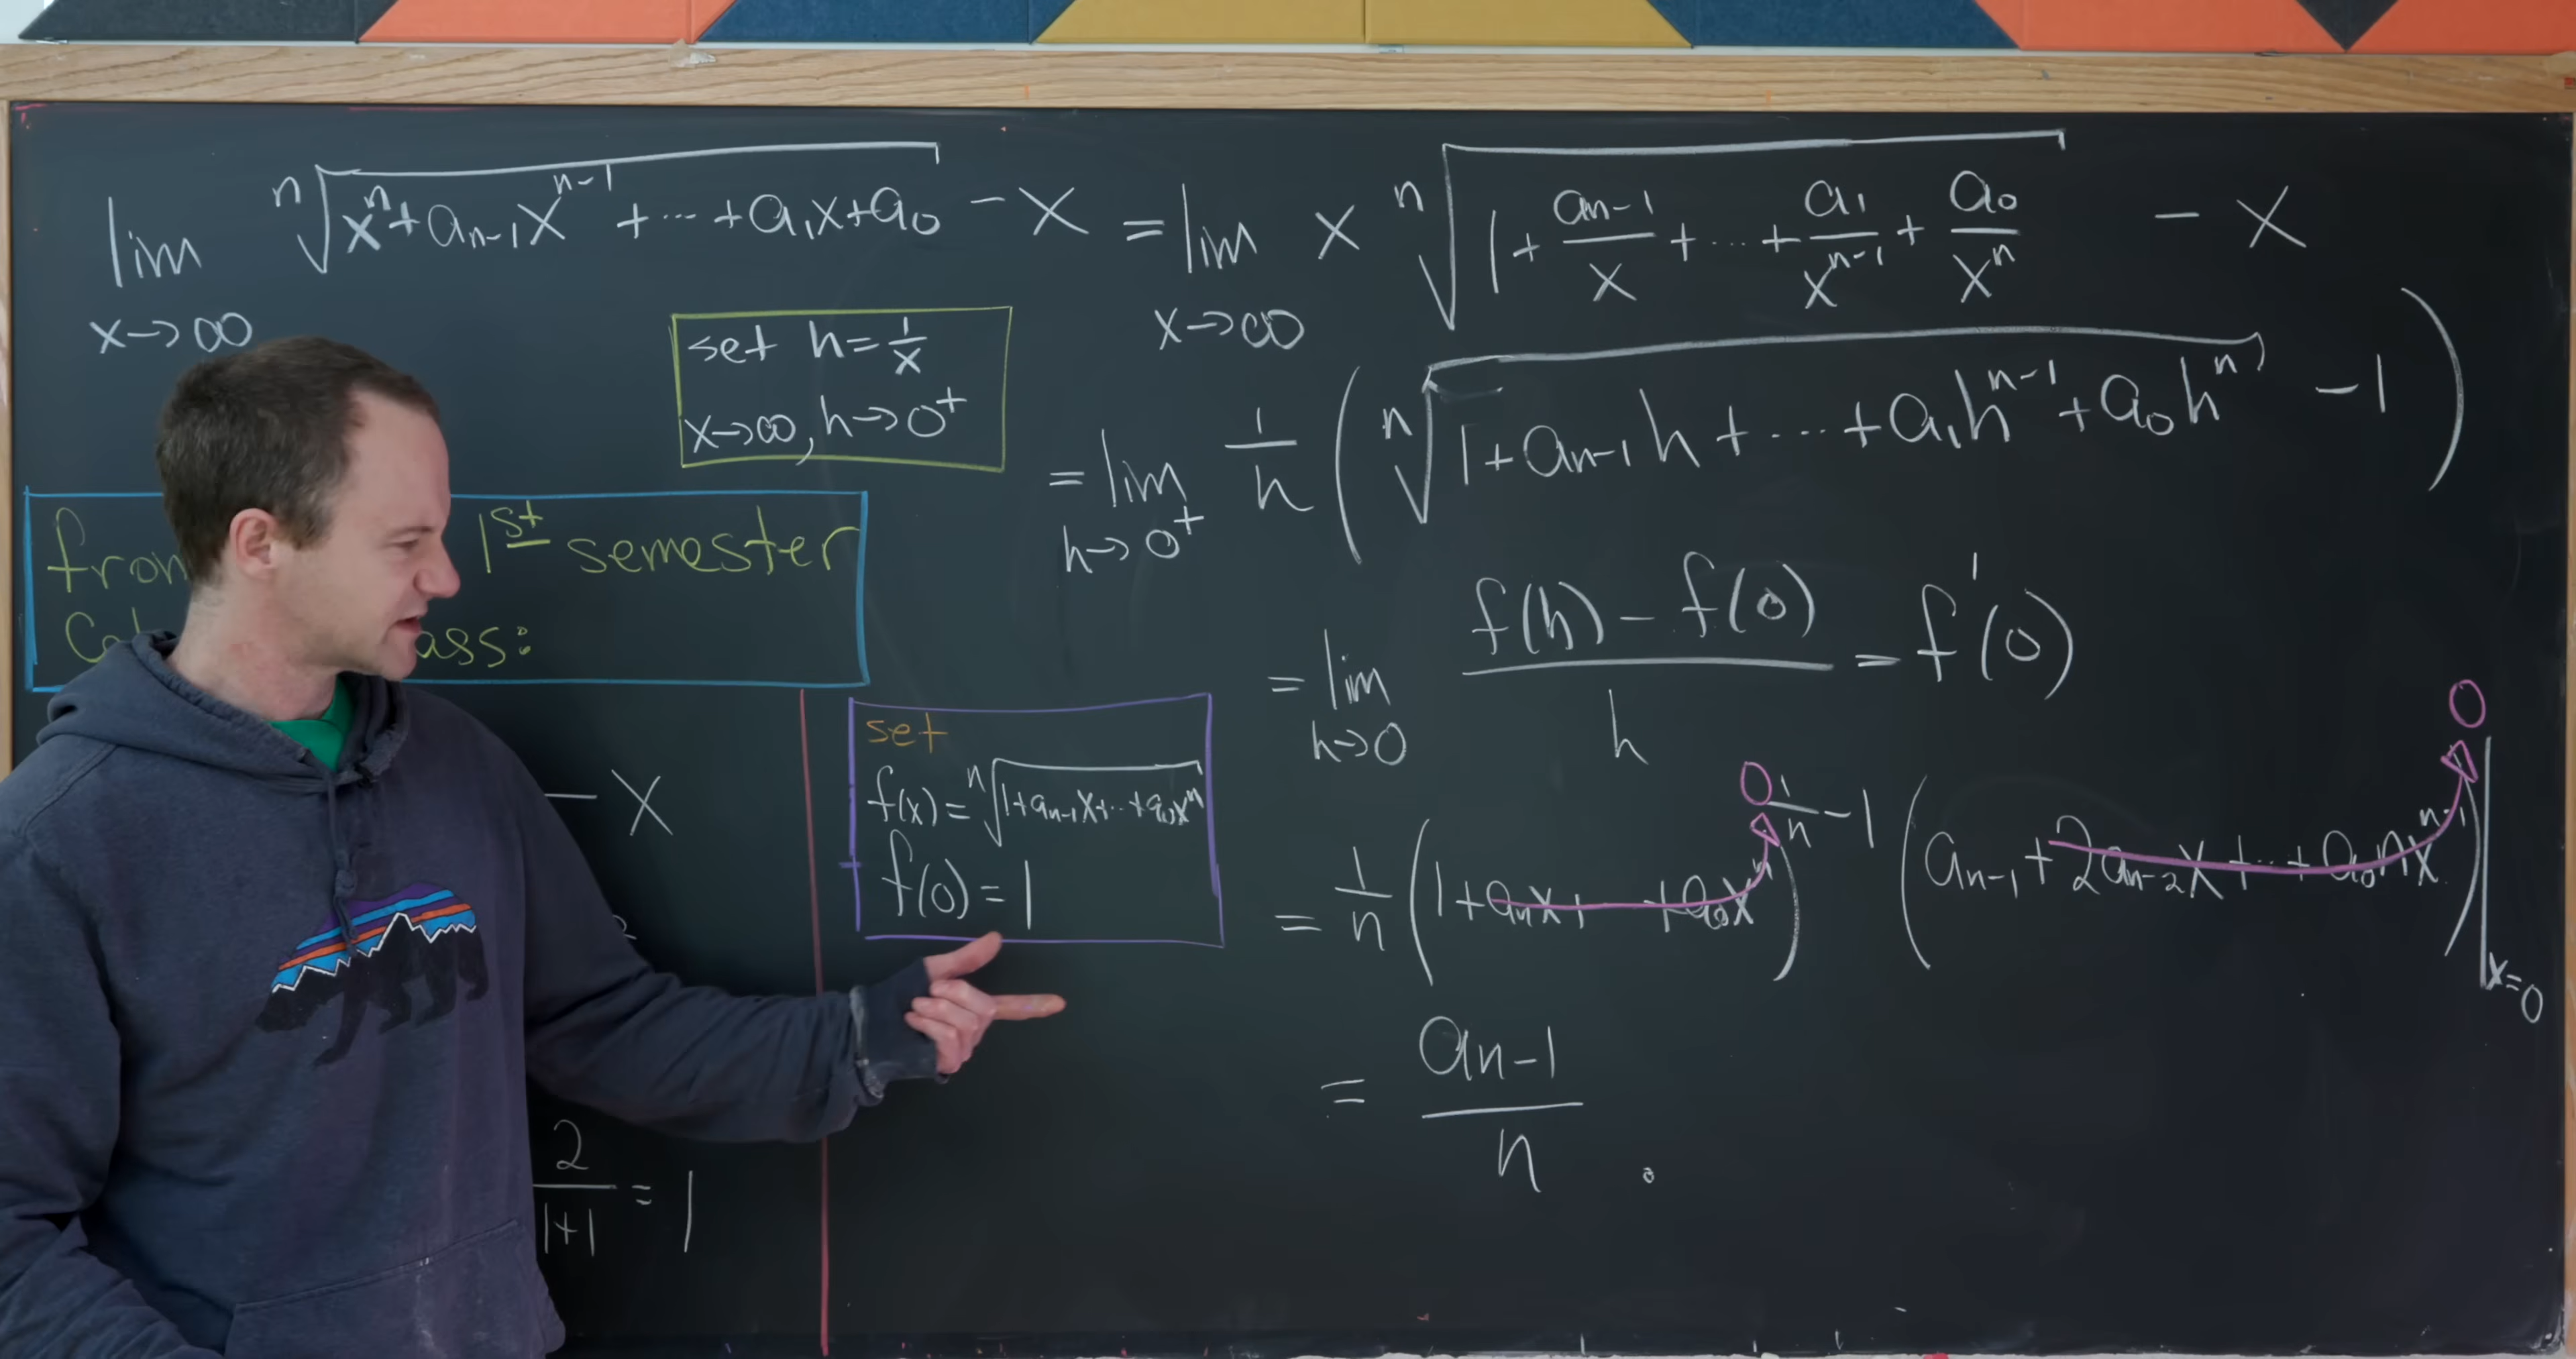 lim x→∞ ⁿ√(xⁿ + aₙ₋₁xⁿ⁻¹ + ⋯ + a₁x + a₀) − x = lim x→∞ x ⁿ√(1 + aₙ₋₁/x + ⋯ + a₁/xⁿ⁻¹ + a₀/xⁿ) − x
set h = 1/x
x→∞, h→0⁺
= lim h→0⁺ 1/h (ⁿ√(1 + aₙ₋₁h + ⋯ + a₁hⁿ⁻¹ + a₀hⁿ) − 1)
1st semester
ass:
= lim h→0 (f(h) − f(0))/h = f'(0)
− x
set
f(x) = ⁿ√(1 + aₙ₋₁x + ⋯ + a₀xⁿ)
f(0) = 1
0 0
= 1/n (1 + aₙx + + a₀xⁿ)^(1/n − 1) (aₙ₋₁ + 2aₙ₋₂x + ⋯ + a₀nxⁿ⁻¹)|x=0
= aₙ₋₁/n .
2/(1+1) = 1